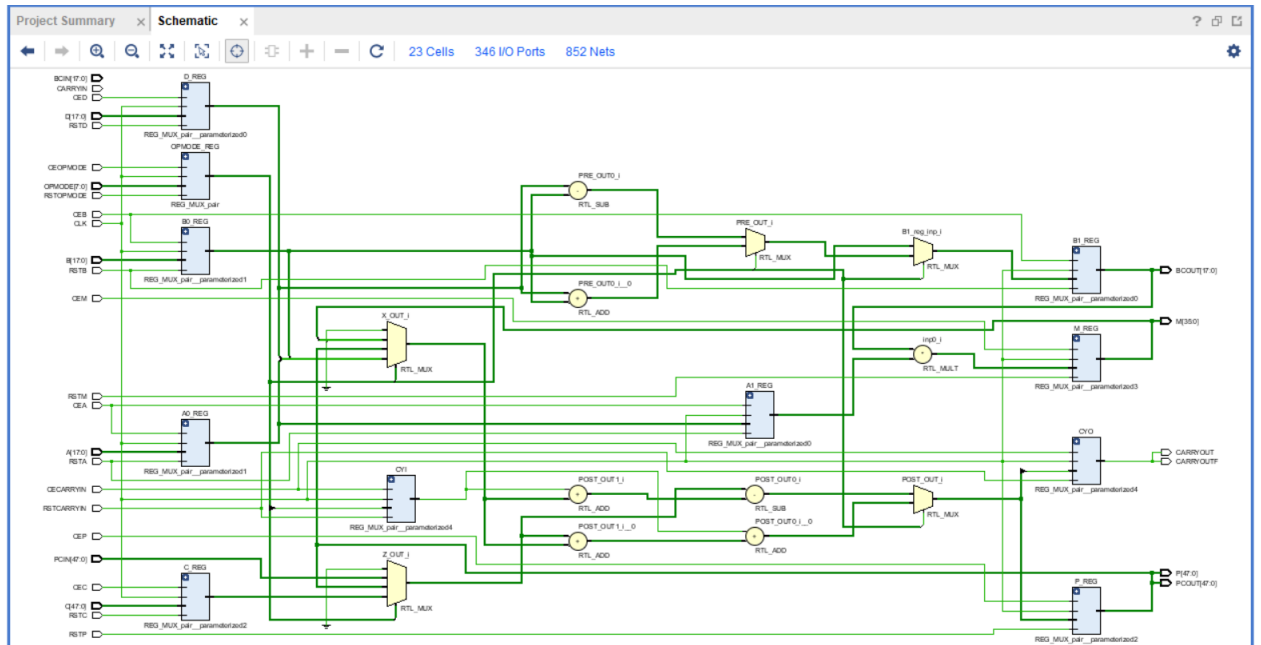 Project Summary × Schematic ×
23 Cells 346 I/O Ports 852 Nets
BCIN[17:0]
CARRYIN
CED
D[17:0]
RSTD
D_REG
REG_MUX_pair__parameterized0
CEOPMODE
OPMODE[7:0]
RSTOPMODE
OPMODE_REG
REG_MUX_pair
CEB
CLK
B[17:0]
RSTB
B0_REG
REG_MUX_pair__parameterized1
CEM
PRE_OUT0_i
RTL_SUB
PRE_OUT0_i__0
RTL_ADD
PRE_OUT_i
RTL_MUX
B1_reg_inp_i
RTL_MUX
B1_REG
REG_MUX_pair__parameterized0
BCOUT[17:0]
X_OUT_i
RTL_MUX
inp0_i
RTL_MULT
M_REG
REG_MUX_pair__parameterized3
M[35:0]
RSTM
CEA
A[17:0]
RSTA
A0_REG
REG_MUX_pair__parameterized1
A1_REG
REG_MUX_pair__parameterized0
CYO
REG_MUX_pair__parameterized4
CARRYOUT
CARRYOUTF
CECARRYIN
RSTCARRYIN
CYI
REG_MUX_pair__parameterized4
POST_OUT1_i
RTL_ADD
POST_OUT1_i__0
RTL_ADD
POST_OUT0_i
RTL_SUB
POST_OUT0_i__0
RTL_ADD
POST_OUT_i
RTL_MUX
CEP
PCIN[47:0]
CEC
C[47:0]
RSTC
RSTP
C_REG
REG_MUX_pair__parameterized2
Z_OUT_i
RTL_MUX
P_REG
REG_MUX_pair__parameterized2
P[47:0]
PCOUT[47:0]